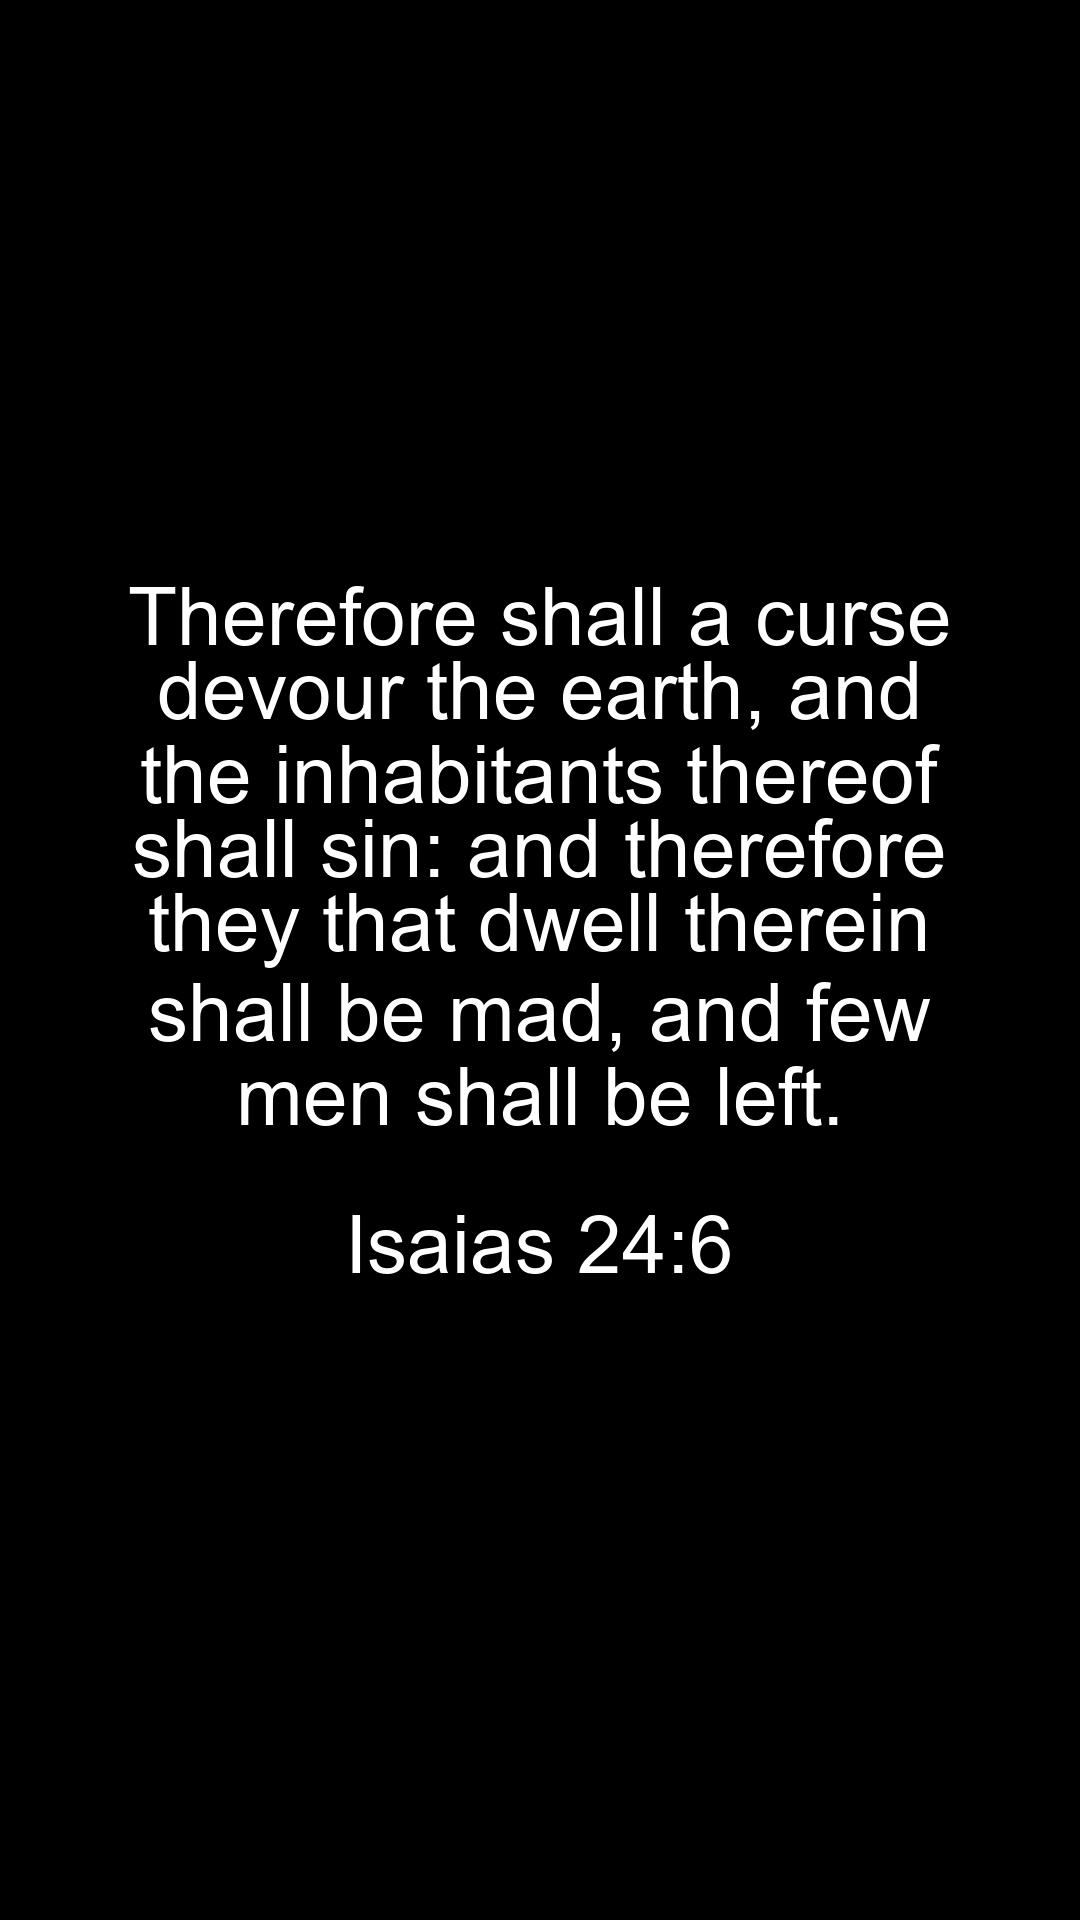 Therefore shall a curse
devour the earth, and
the inhabitants thereof
shall sin: and therefore
they that dwell therein
shall be mad, and few
men shall be left.
Isaias 24:6